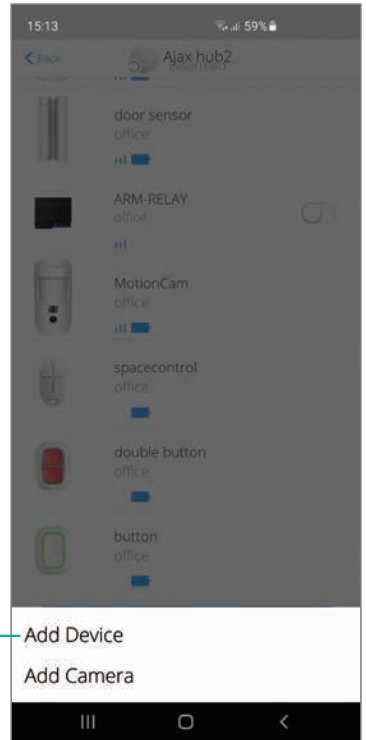 15:13
59%
Back
Ajax hub2
Disarmed
door sensor
office
ARM-RELAY
office
MotionCam
office
spacecontrol
office
double button
office
button
office
Add Device
Add Camera